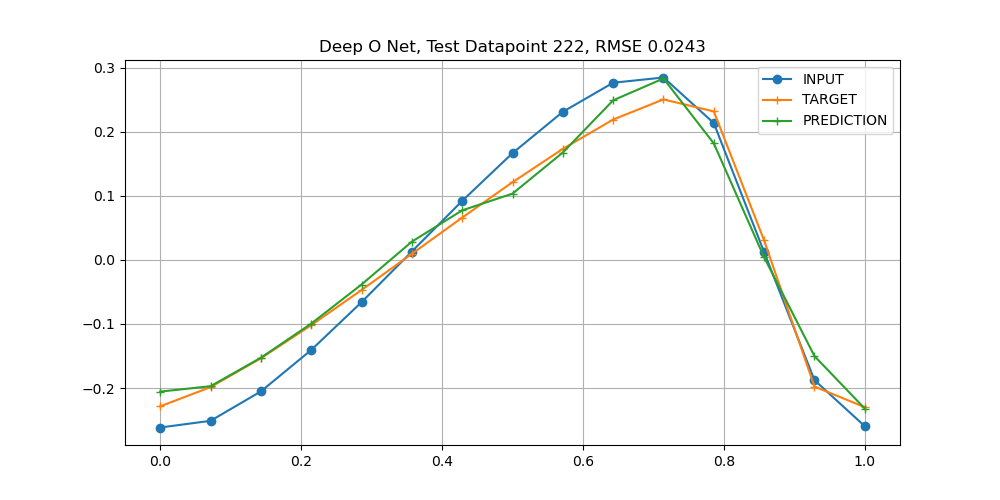 Deep O Net, Test Datapoint 222, RMSE 0.0243
INPUT
TARGET
PREDICTION
0.3
0.2
0.1
0.0
−0.1
−0.2
0.0 0.2 0.4 0.6 0.8 1.0